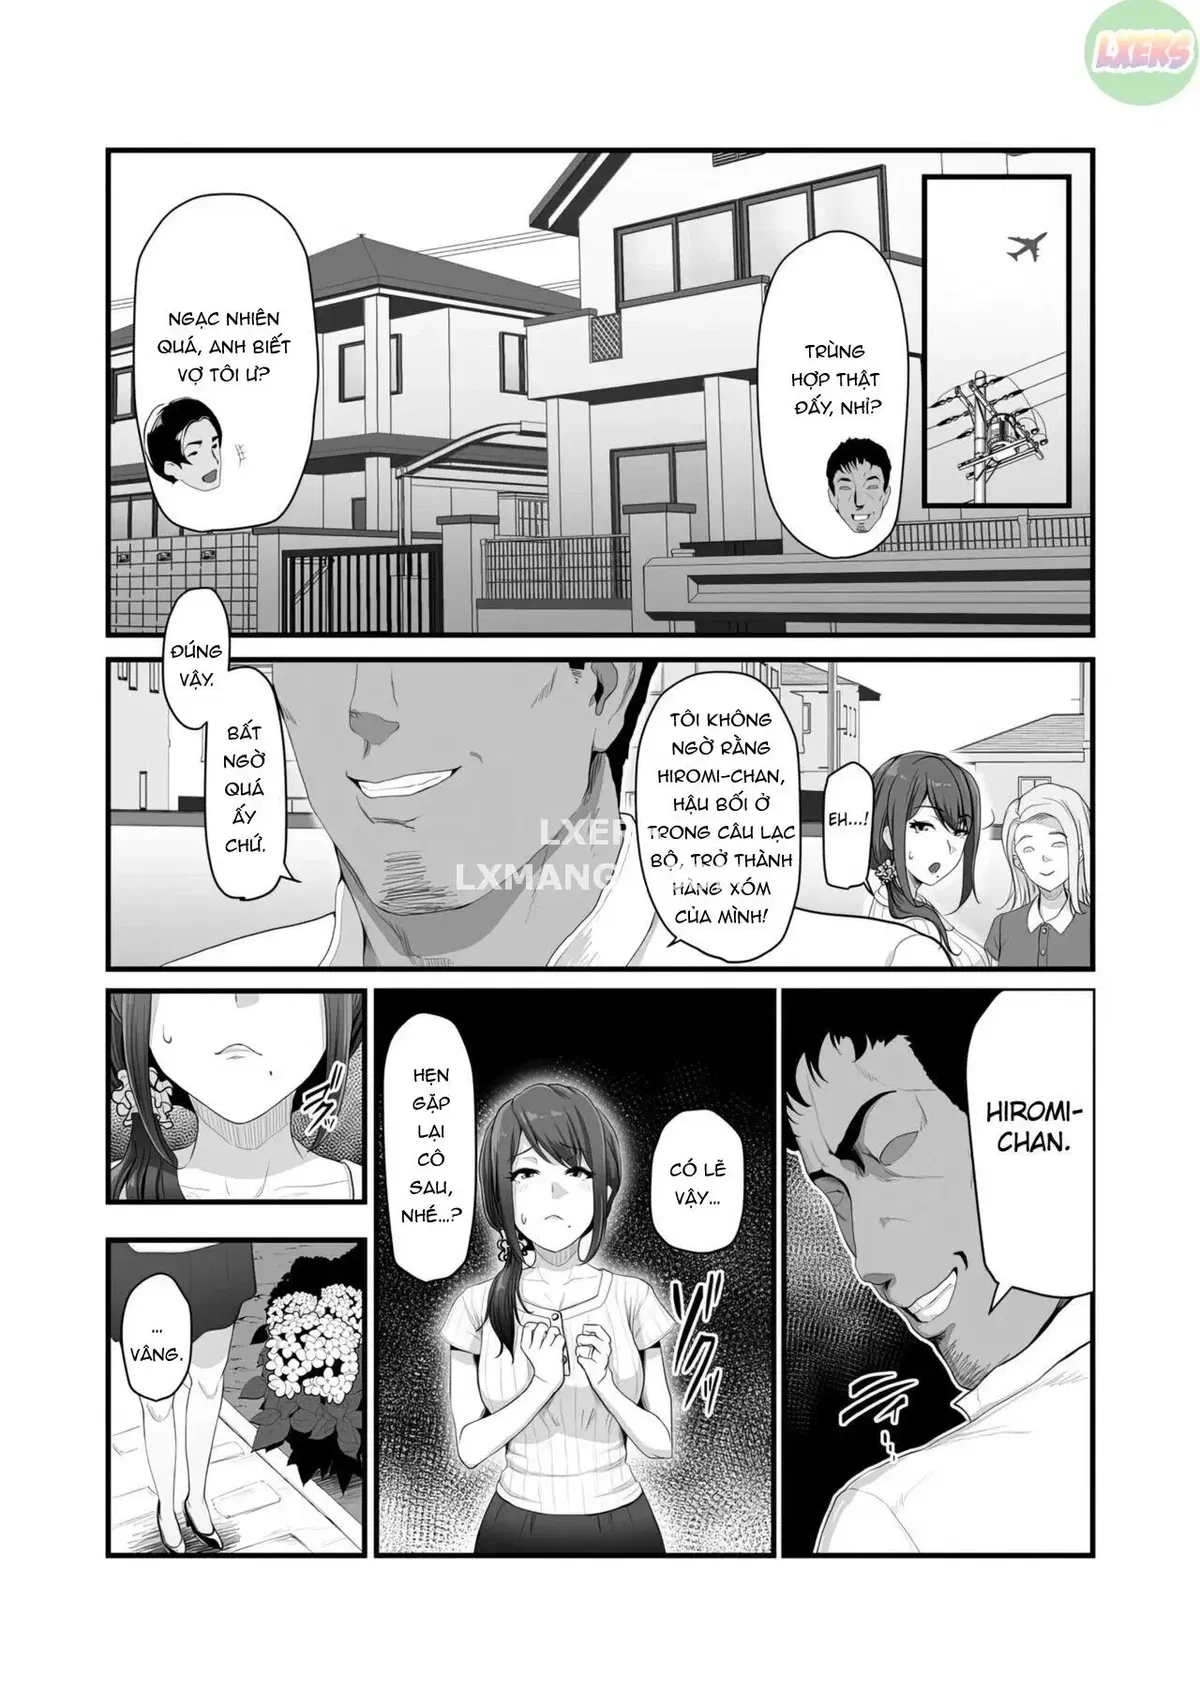 LXERS
TRÙNG
HỢP THẬT
ĐẤY, NHỈ?
NGẠC NHIÊN
QUÁ, ANH BIẾT
VỢ TÔI Ư?
TÔI KHÔNG
NGỜ RẰNG
HIROMI-CHAN,
HẬU BỐI Ở
TRONG CÂU LẠC
BỘ, TRỞ THÀNH
HÀNG XÓM
CỦA MÌNH!
EH...!
ĐÚNG
VẬY.
BẤT
NGỜ
QUÁ
ẤY
CHỨ.
LXER
LXMANG
HIROMI-
CHAN.
CÓ LẼ
VẬY...
HẸN
GẶP
LẠI
CÔ
SAU,
NHÉ...?
...
VÂNG.